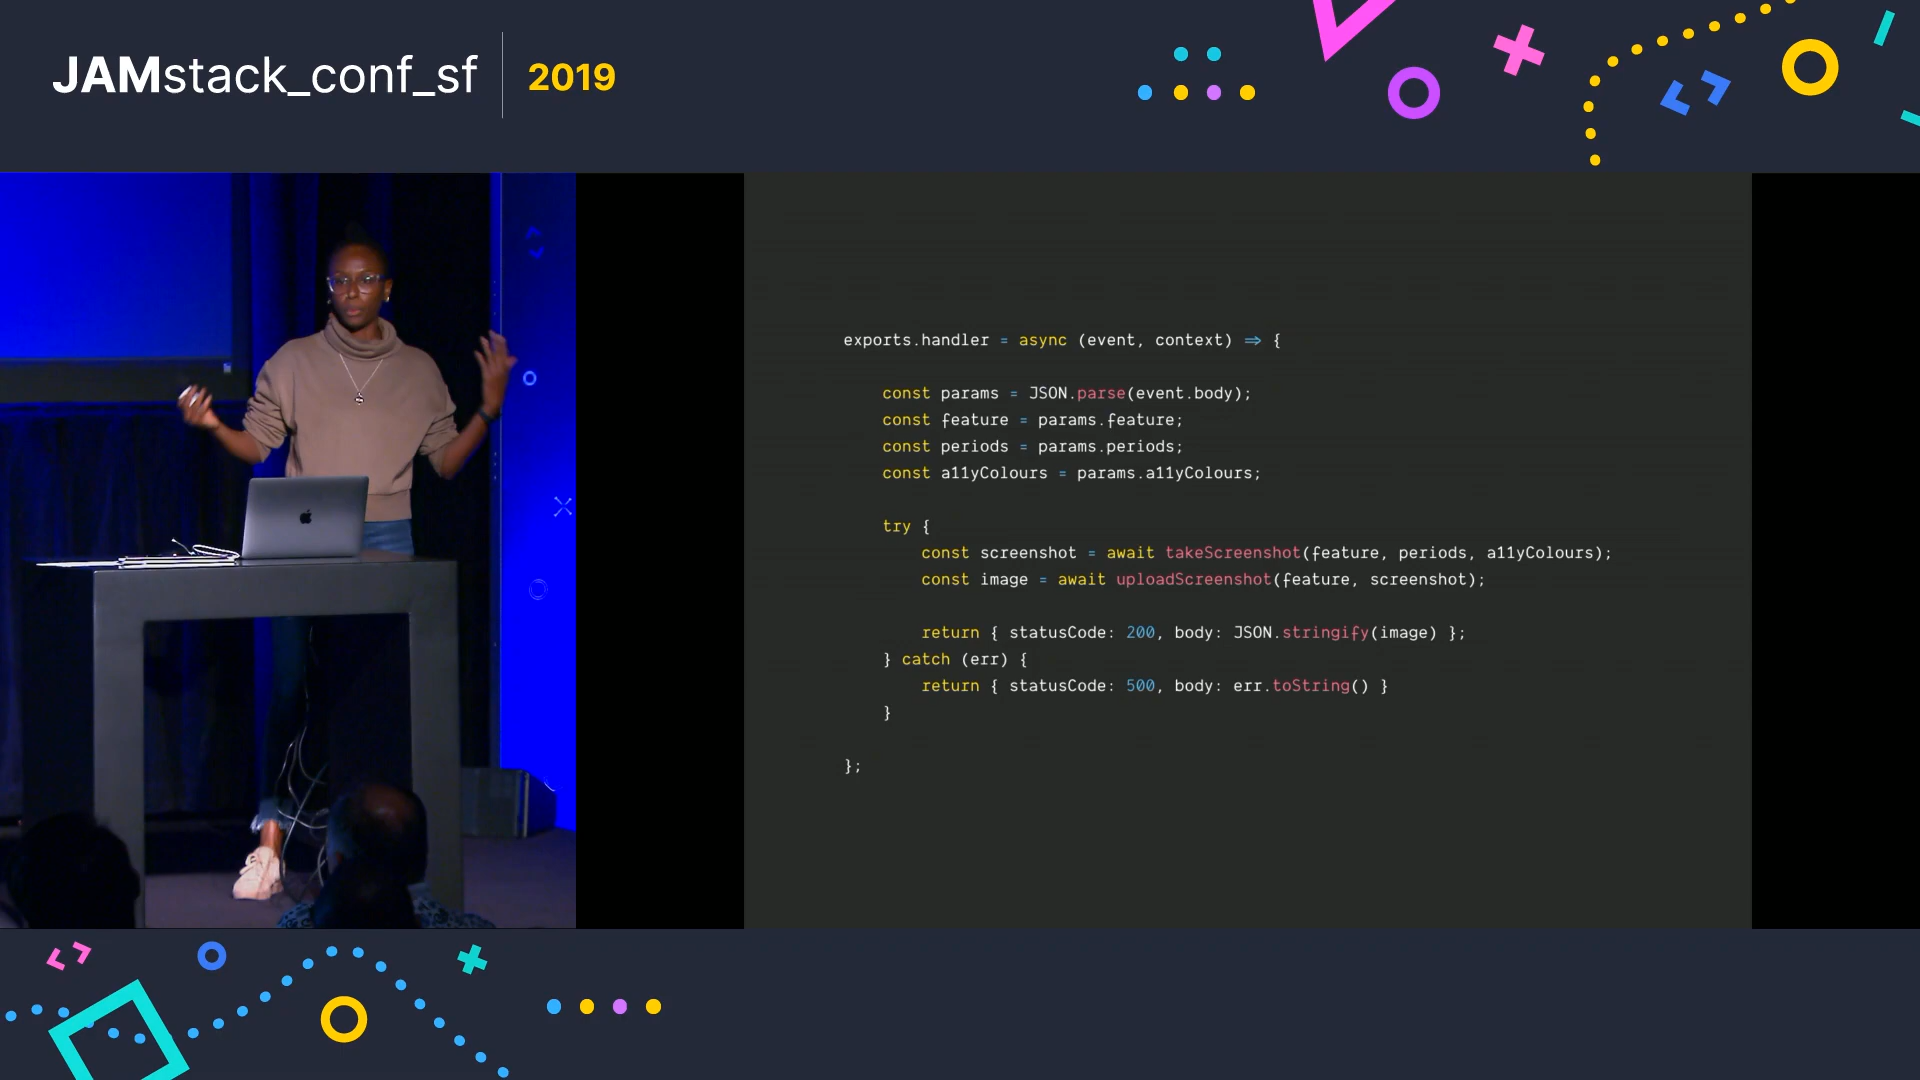 JAMstack_conf_sf 2019
exports.handler = async (event, context) => {
const params = JSON.parse(event.body);
const feature = params.feature;
const periods = params.periods;
const a11yColours = params.a11yColours;
try {
const screenshot = await takeScreenshot(feature, periods, a11yColours);
const image = await uploadScreenshot(feature, screenshot);
return { statusCode: 200, body: JSON.stringify(image) };
} catch (err) {
return { statusCode: 500, body: err.toString() }
}
};